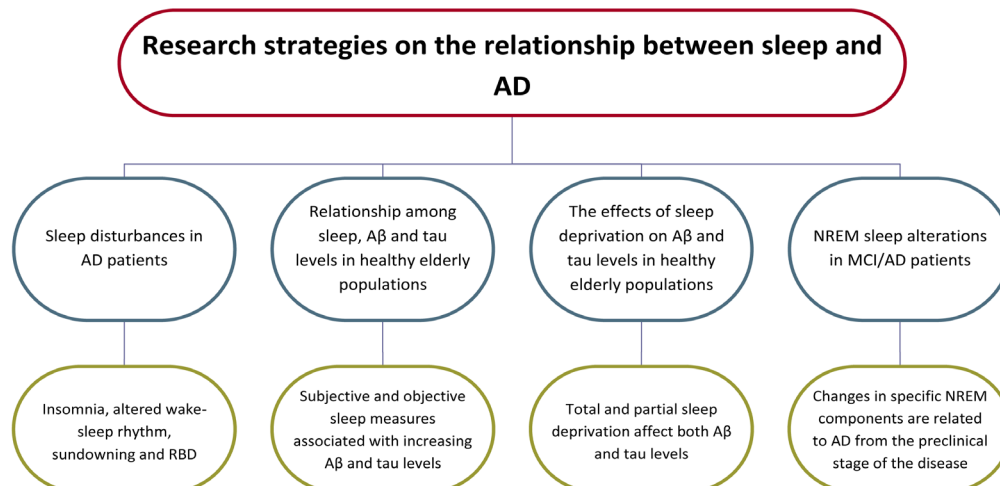 Research strategies on the relationship between sleep and
AD
Sleep disturbances in
AD patients
Relationship among
sleep, Aβ and tau
levels in healthy elderly
populations
The effects of sleep
deprivation on Aβ and
tau levels in healthy
elderly populations
NREM sleep alterations
in MCI/AD patients
Insomnia, altered wake-
sleep rhythm,
sundowning and RBD
Subjective and objective
sleep measures
associated with increasing
Aβ and tau levels
Total and partial sleep
deprivation affect both Aβ
and tau levels
Changes in specific NREM
components are related
to AD from the preclinical
stage of the disease